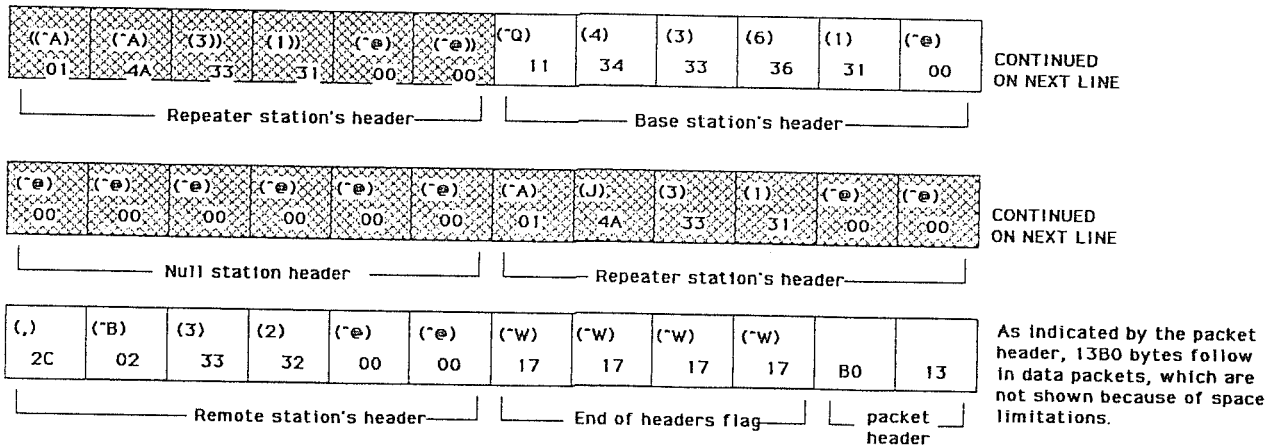 ((~A) (~A) (3)) (1)) (~@) (~@)) (~Q) (4) (3) (6) (1) (~@)
01 4A 33 31 00 00 11 34 33 36 31 00
CONTINUED
ON NEXT LINE
Repeater station's header
Base station's header
(~@) (~@) (~@) (~@) (~@) (~@) (~A) (J) (3) (1) (~@) (~@)
00 00 00 00 00 00 01 4A 33 31 00 00
CONTINUED
ON NEXT LINE
Null station header
Repeater station's header
(,) (~B) (3) (2) (~@) (~@) (~W) (~W) (~W) (~W)
2C 02 33 32 00 00 17 17 17 17 B0 13
As indicated by the packet
header, 13B0 bytes follow
in data packets, which are
not shown because of space
limitations.
Remote station's header
End of headers flag
packet
header